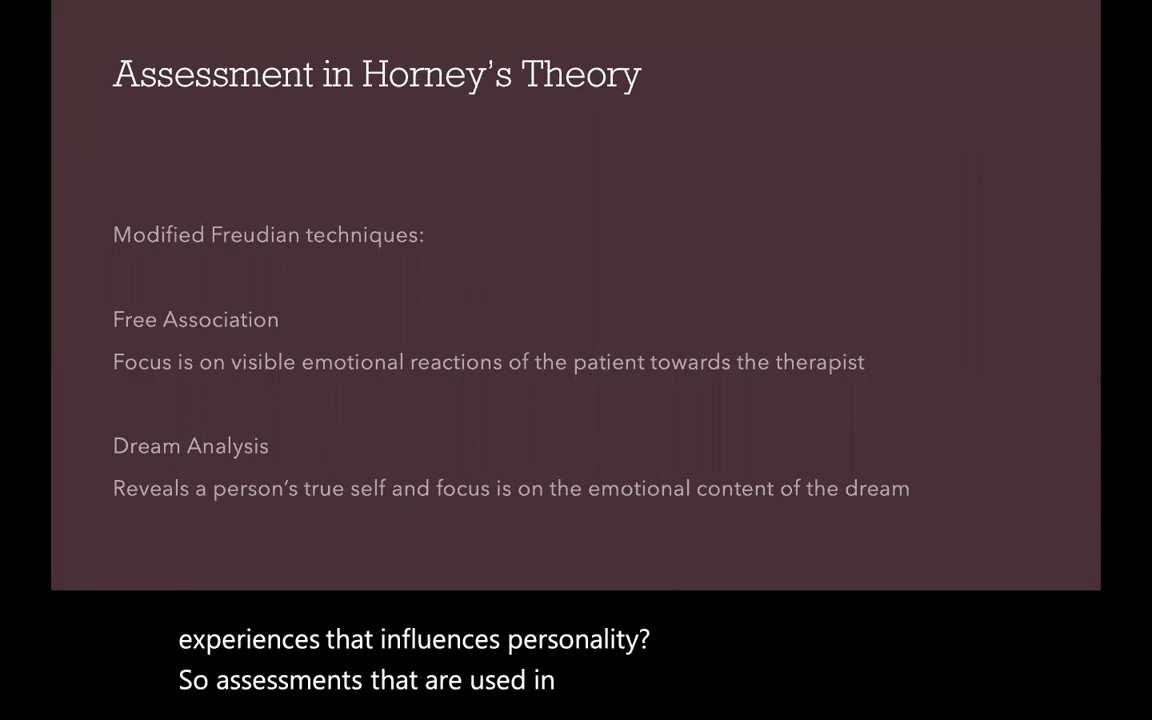 Assessment in Horney's Theory
Modified Freudian techniques:
Free Association
Focus is on visible emotional reactions of the patient towards the therapist
Dream Analysis
Reveals a person's true self and focus is on the emotional content of the dream
experiences that influences personality?
So assessments that are used in